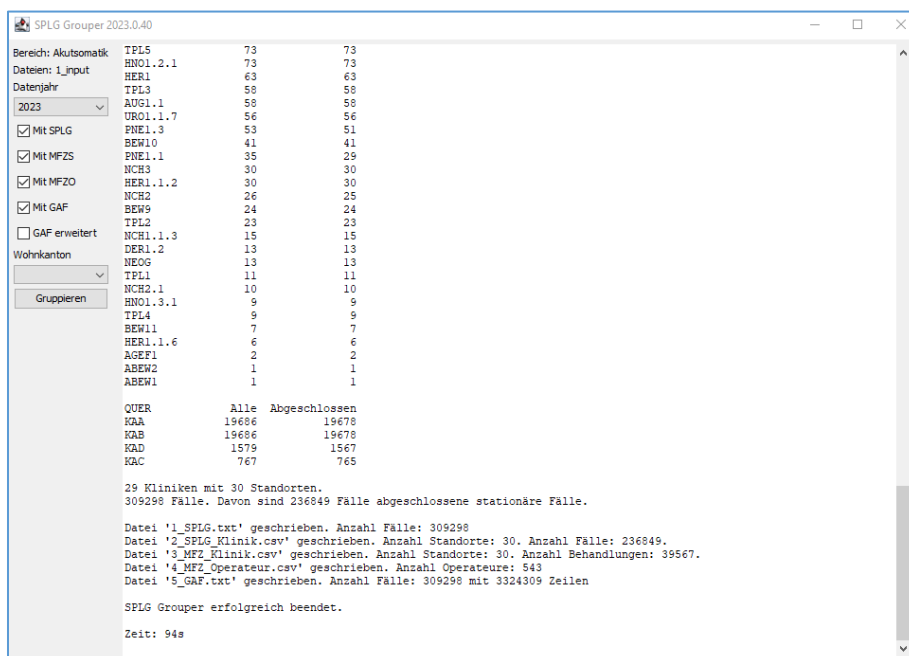 SPLG Grouper 2023.0.40
Bereich: Akutsomatik
Dateien: 1_input
Datenjahr
2023
Mit SPLG
Mit MFZS
Mit MFZO
Mit GAF
GAF erweitert
Wohnkanton
Gruppieren
TPL5 73 73
HNO1.2.1 73 73
HER1 63 63
TPL3 58 58
AUG1.1 58 58
URO1.1.7 56 56
PNE1.3 53 51
BEW10 41 41
PNE1.1 35 29
NCH3 30 30
HER1.1.2 30 30
NCH2 26 25
BEW9 24 24
TPL2 23 23
NCH1.1.3 15 15
DER1.2 13 13
NEOG 13 13
TPL1 11 11
NCH2.1 10 10
HNO1.3.1 9 9
TPL4 9 9
BEW11 7 7
HER1.1.6 6 6
AGEF1 2 2
ABEW2 1 1
ABEW1 1 1
QUER Alle Abgeschlossen
KAA 19686 19678
KAB 19686 19678
KAD 1579 1567
KAC 767 765
29 Kliniken mit 30 Standorten.
309298 Fälle. Davon sind 236849 Fälle abgeschlossene stationäre Fälle.
Datei '1_SPLG.txt' geschrieben. Anzahl Fälle: 309298
Datei '2_SPLG_Klinik.csv' geschrieben. Anzahl Standorte: 30. Anzahl Fälle: 236849.
Datei '3_MFZ_Klinik.csv' geschrieben. Anzahl Standorte: 30. Anzahl Behandlungen: 39567.
Datei '4_MFZ_Operateur.csv' geschrieben. Anzahl Operateure: 543
Datei '5_GAF.txt' geschrieben. Anzahl Fälle: 309298 mit 3324309 Zeilen
SPLG Grouper erfolgreich beendet.
Zeit: 94s